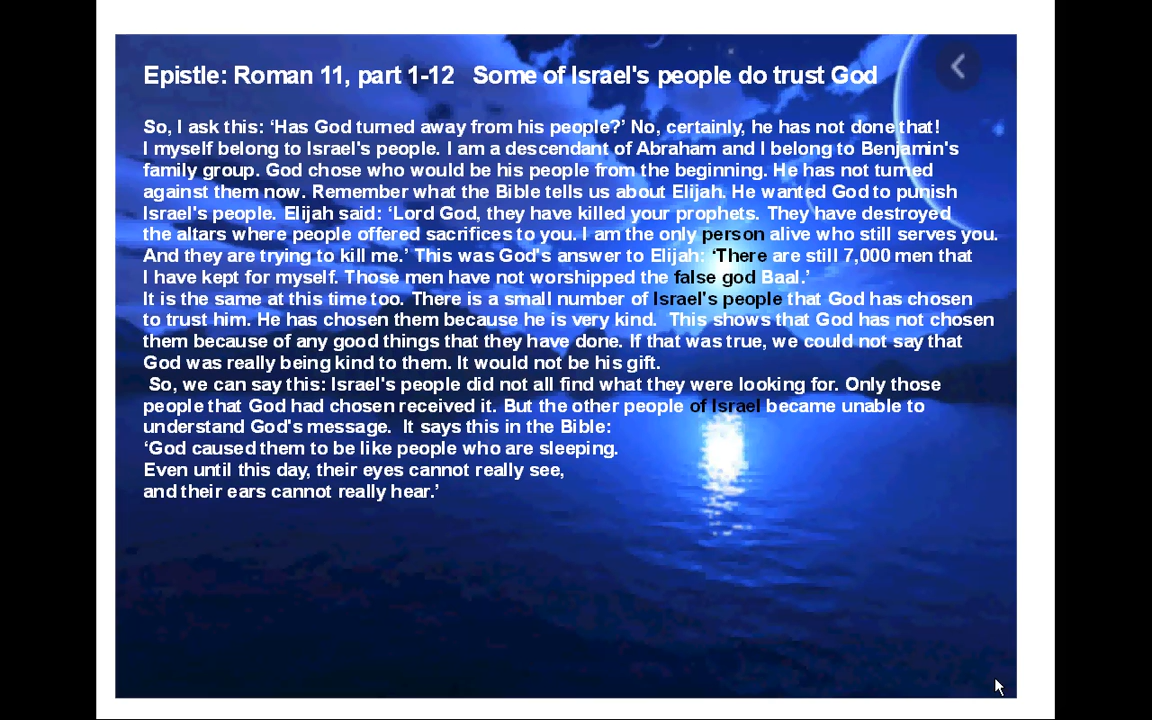 Epistle: Roman 11, part 1-12   Some of Israel's people do trust God
So, I ask this: ‘Has God turned away from his people?’ No, certainly, he has not done that!
I myself belong to Israel's people. I am a descendant of Abraham and I belong to Benjamin's
family group. God chose who would be his people from the beginning. He has not turned
against them now. Remember what the Bible tells us about Elijah. He wanted God to punish
Israel's people. Elijah said: ‘Lord God, they have killed your prophets. They have destroyed
the altars where people offered sacrifices to you. I am the only person alive who still serves you.
And they are trying to kill me.’ This was God's answer to Elijah: ‘There are still 7,000 men that
I have kept for myself. Those men have not worshipped the false god Baal.’
It is the same at this time too. There is a small number of Israel's people that God has chosen
to trust him. He has chosen them because he is very kind.  This shows that God has not chosen
them because of any good things that they have done. If that was true, we could not say that
God was really being kind to them. It would not be his gift.
So, we can say this: Israel's people did not all find what they were looking for. Only those
people that God had chosen received it. But the other people of Israel became unable to
understand God's message.  It says this in the Bible:
‘God caused them to be like people who are sleeping.
Even until this day, their eyes cannot really see,
and their ears cannot really hear.’